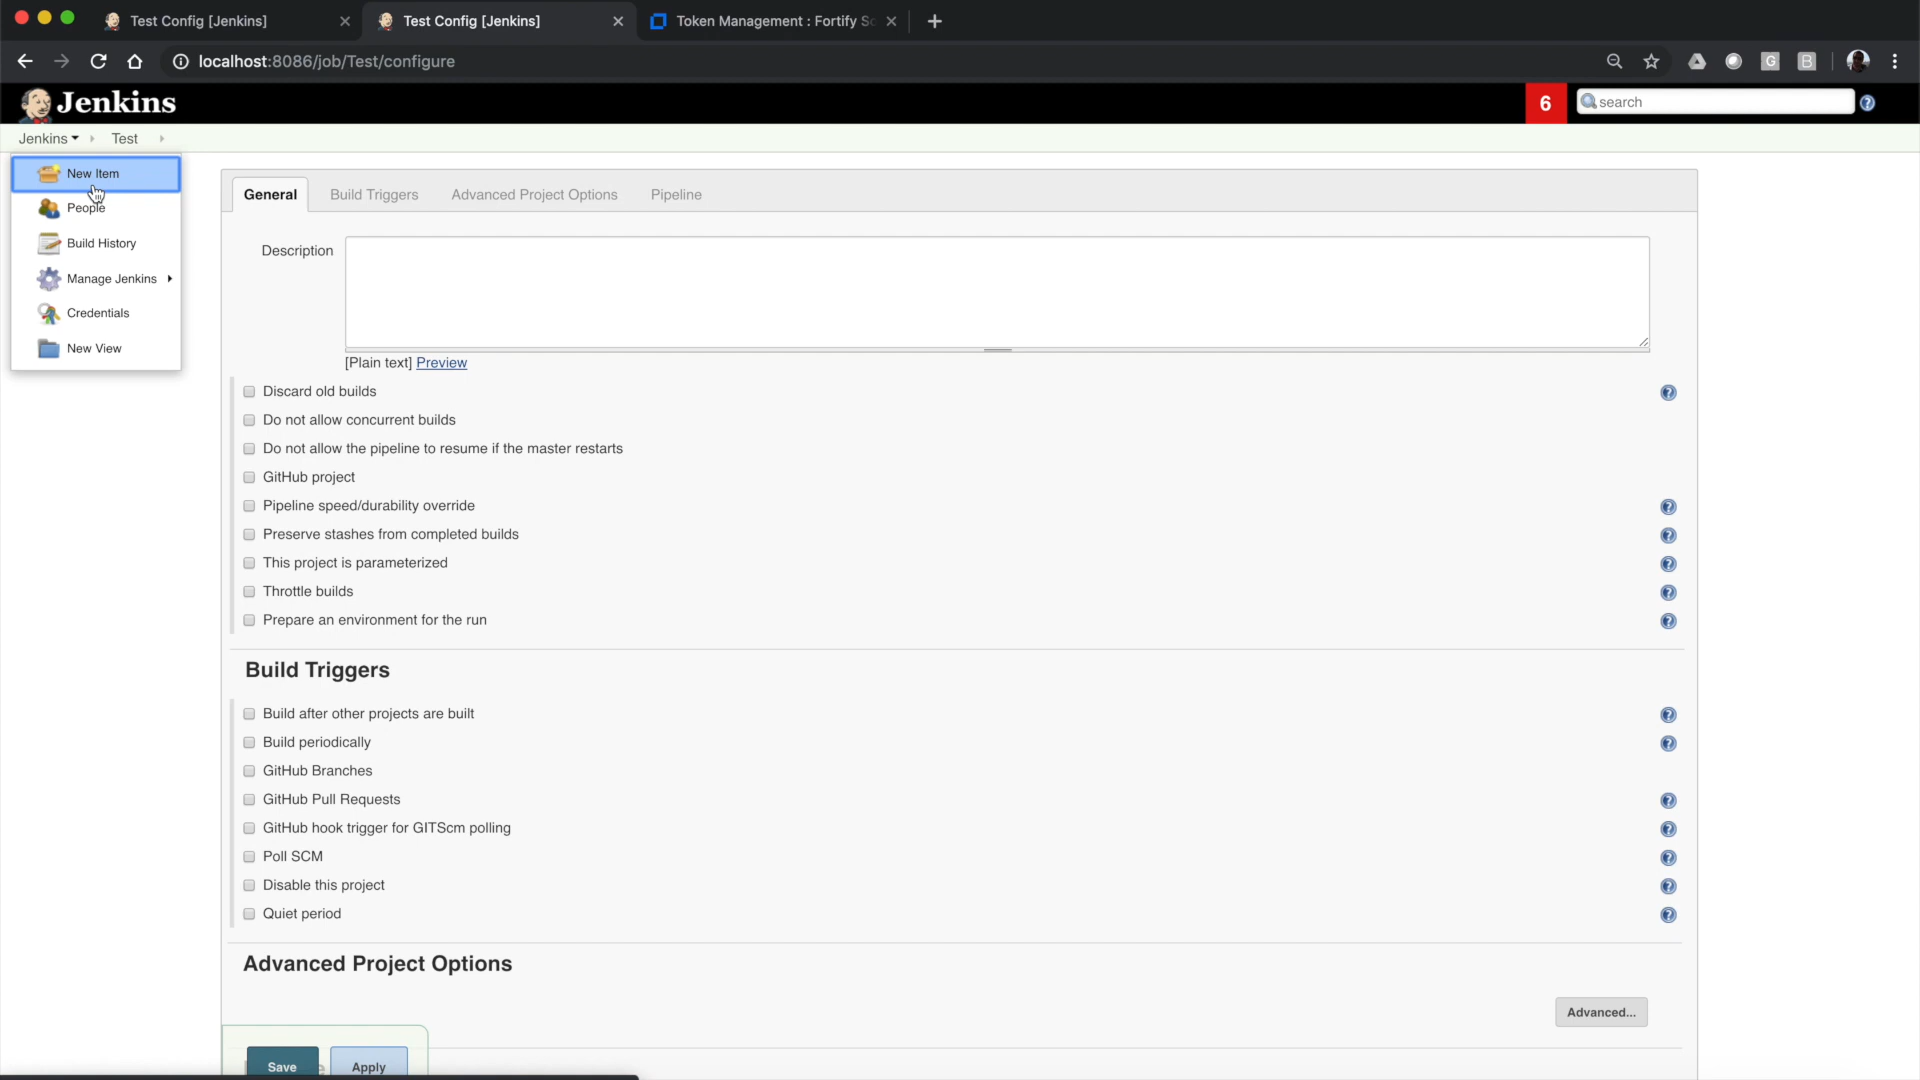 Test Config [Jenkins]
Test Config [Jenkins]
Token Management : Fortify So
localhost:8086/job/Test/configure
G
B
Jenkins
6
search
Jenkins
Test
New Item
People
Build History
Manage Jenkins
Credentials
New View
General
Build Triggers
Advanced Project Options
Pipeline
Description
[Plain text] Preview
Discard old builds
Do not allow concurrent builds
Do not allow the pipeline to resume if the master restarts
GitHub project
Pipeline speed/durability override
Preserve stashes from completed builds
This project is parameterized
Throttle builds
Prepare an environment for the run
Build Triggers
Build after other projects are built
Build periodically
GitHub Branches
GitHub Pull Requests
GitHub hook trigger for GITScm polling
Poll SCM
Disable this project
Quiet period
Advanced Project Options
Advanced...
Save
Apply